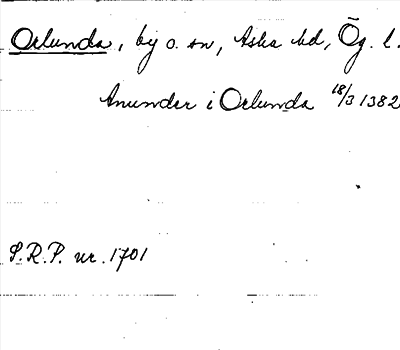 Orlunda, by o. sn, Aska hd, Ög. l.
Anunder i Orlunda 18/3 1382
S.R.P. nr. 1701